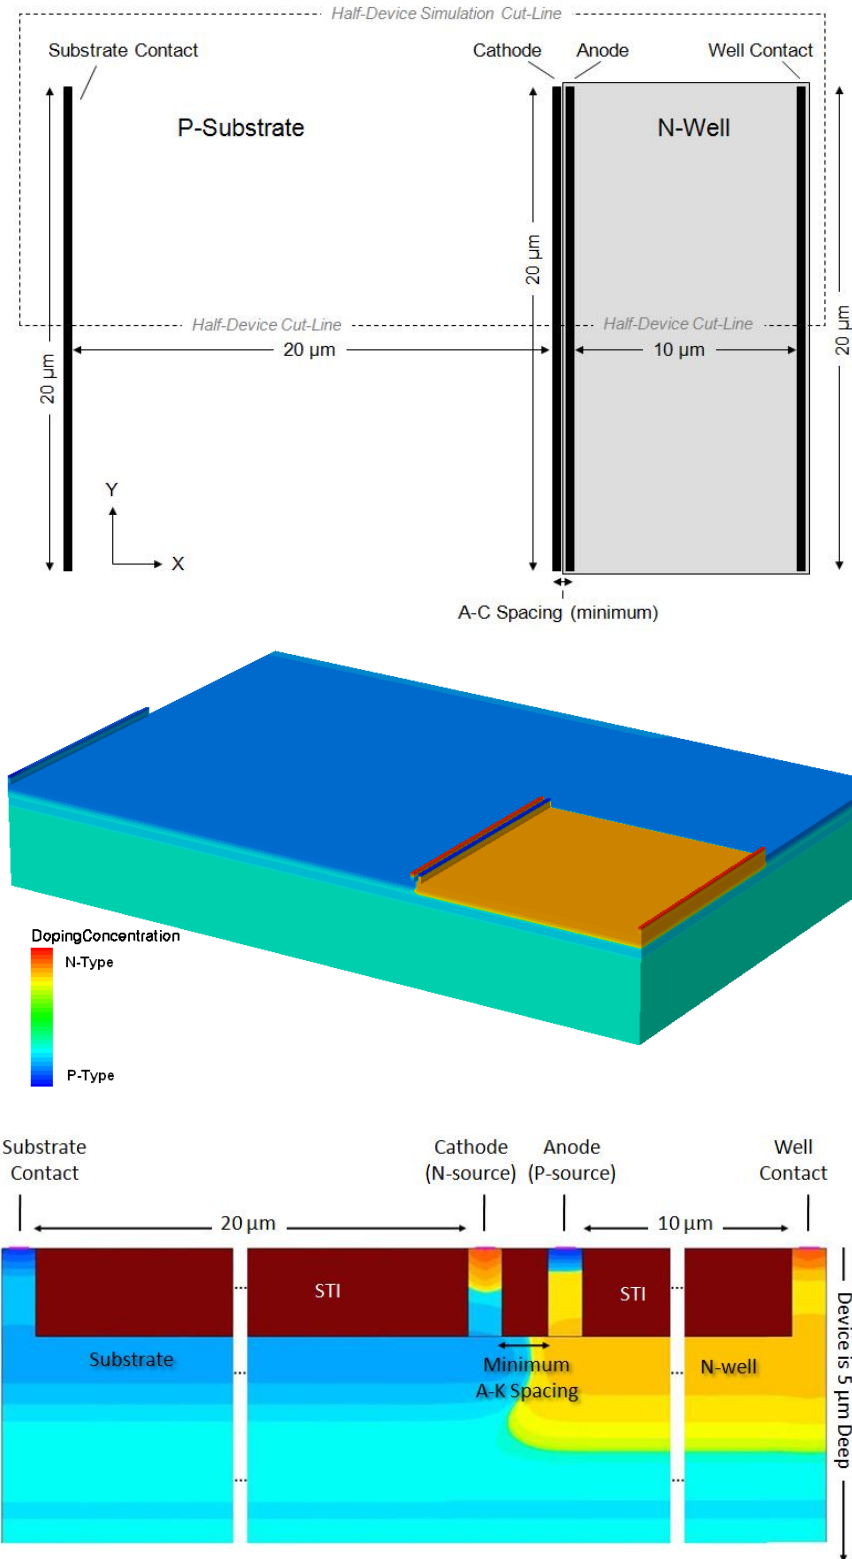 Half-Device Simulation Cut-Line
Substrate Contact
Cathode
Anode
Well Contact
P-Substrate
N-Well
20 µm
20 µm
20 µm
Half-Device Cut-Line
Half-Device Cut-Line
20 µm
10 µm
Y
X
A-C Spacing (minimum)
DopingConcentration
N-Type
P-Type
Substrate
Contact
Cathode
(N-source)
Anode
(P-source)
Well
Contact
20 µm
10 µm
STI
STI
Substrate
Minimum
A-K Spacing
N-well
Device is 5 µm Deep